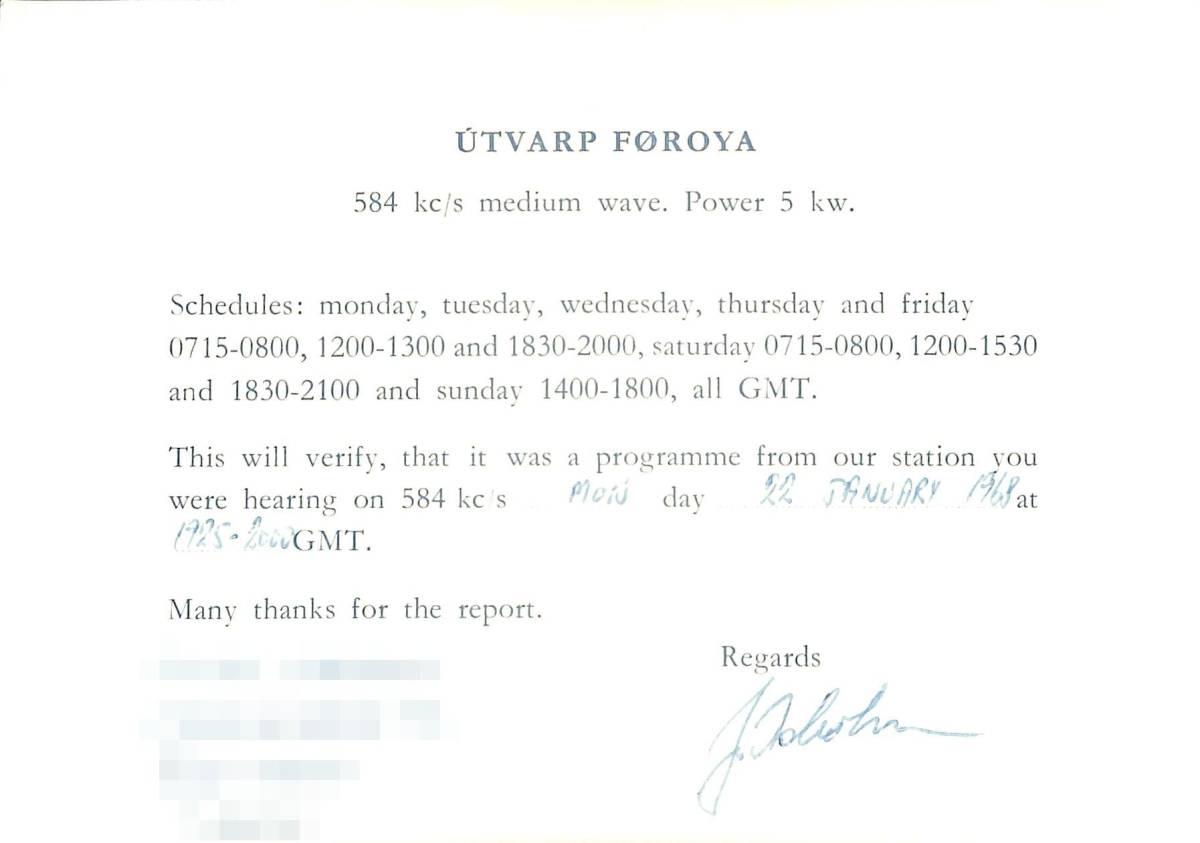 ÚTVARP FØROYA
584 kc/s medium wave. Power 5 kw.
Schedules: monday, tuesday, wednesday, thursday and friday
0715-0800, 1200-1300 and 1830-2000, saturday 0715-0800, 1200-1530
and 1830-2100 and sunday 1400-1800, all GMT.
This will verify, that it was a programme from our station you
were hearing on 584 kc s MON day 22 JANUARY 1968 at
1925-2000 GMT.
Many thanks for the report.
Regards